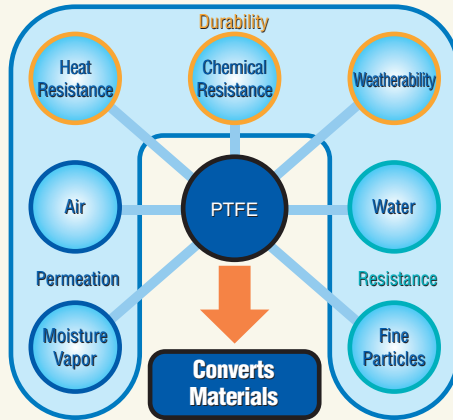 Durability
Heat
Resistance
Chemical
Resistance
Weatherability
Air
PTFE
Water
Permeation
Resistance
Moisture
Vapor
Fine
Particles
Converts
Materials